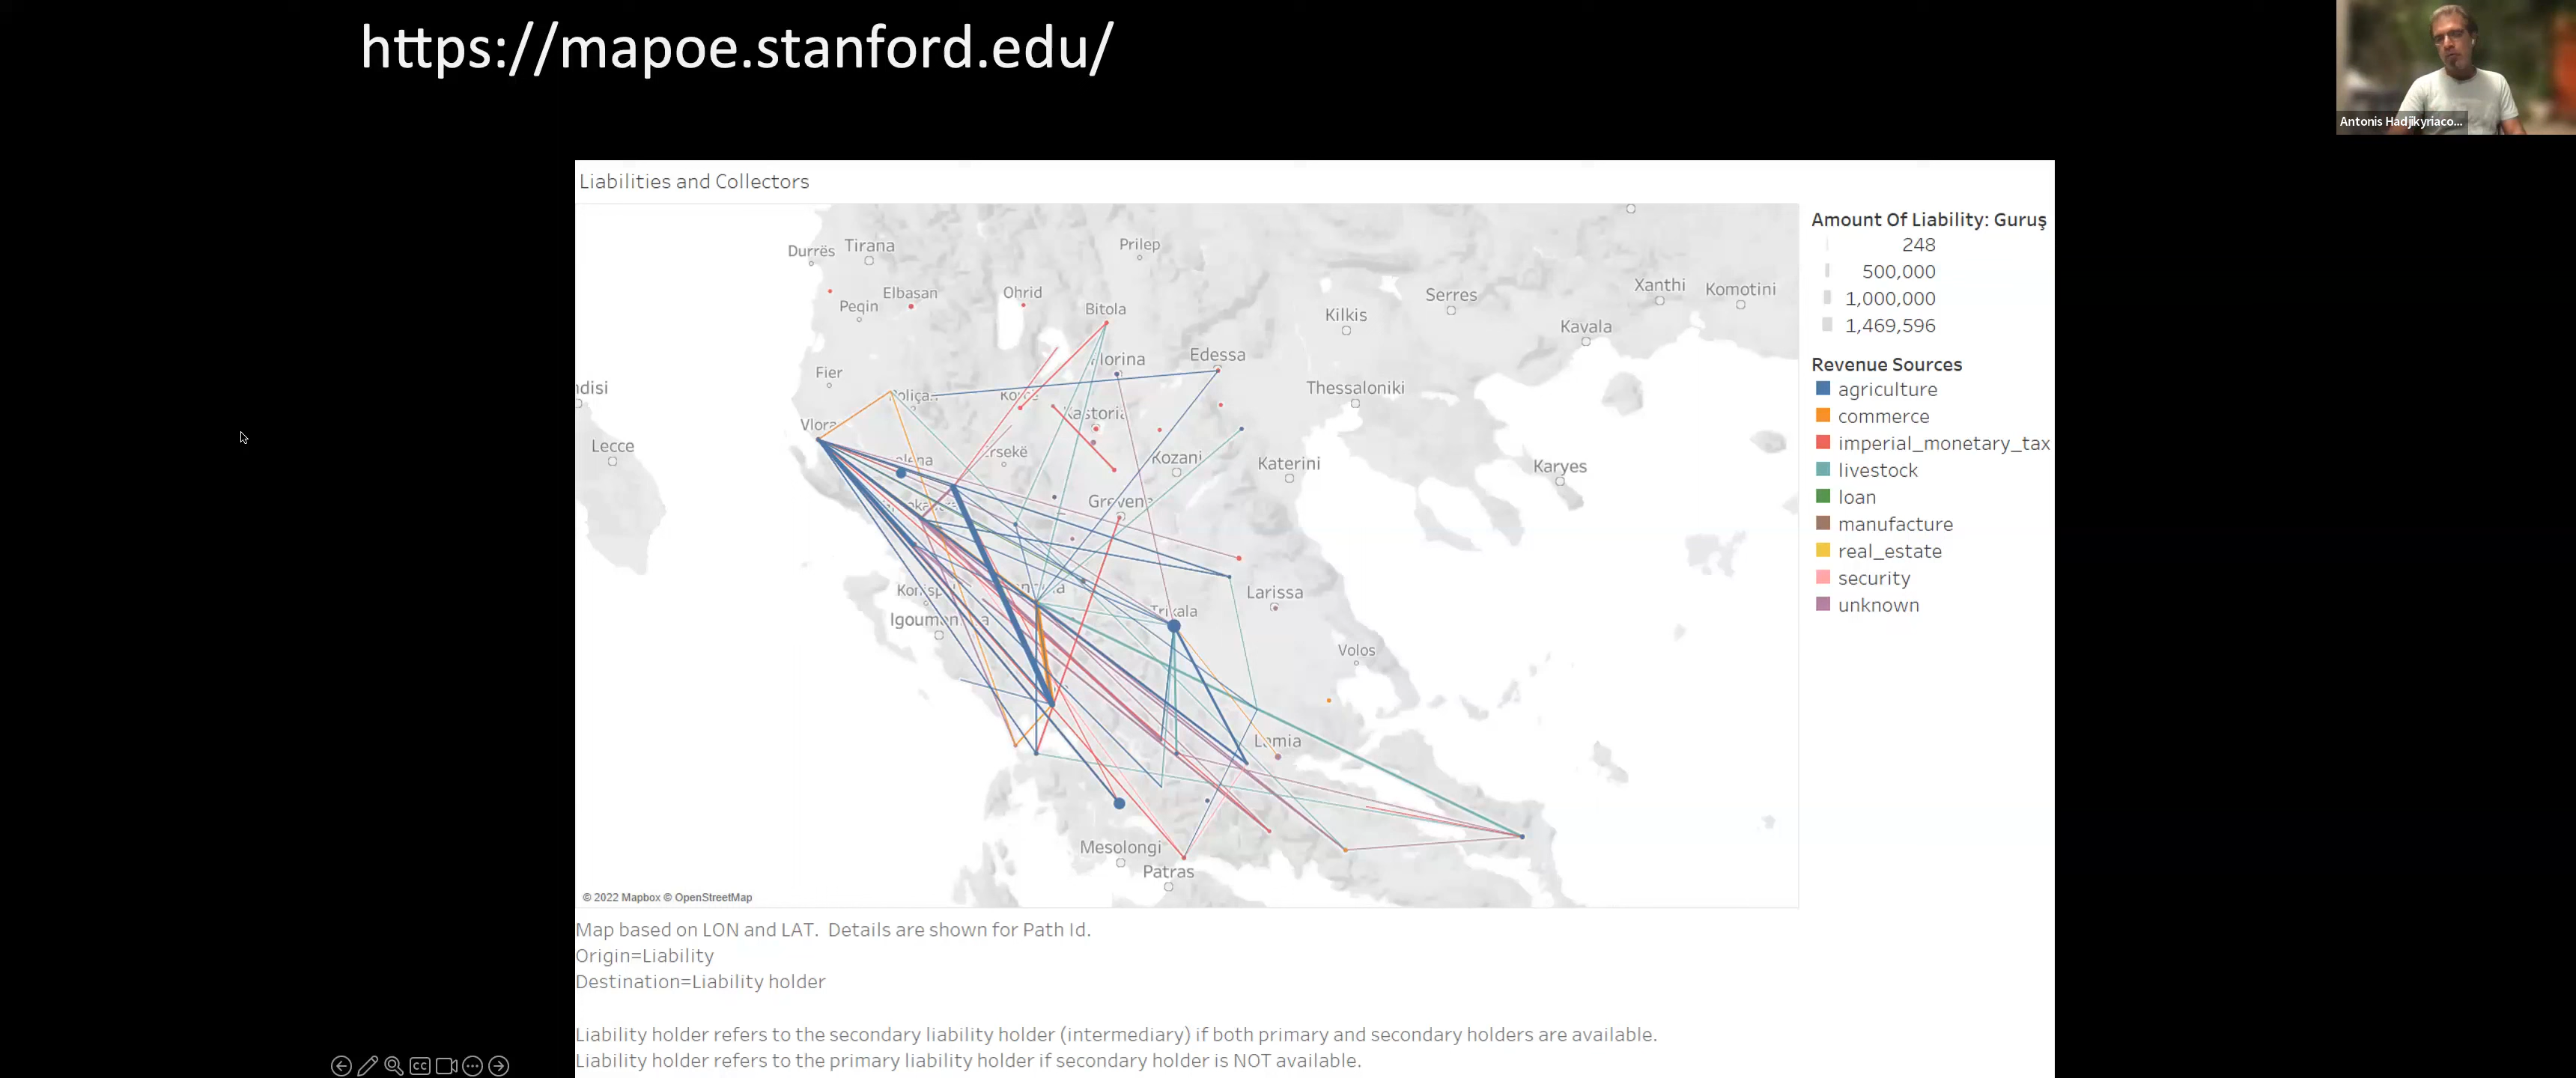 https://mapoe.stanford.edu/
Antonis Hadjikyriaco...
Liabilities and Collectors
Durrës
Tirana
Prilep
Peqin
Elbasan
Ohrid
Bitola
Kilkis
Serres
Xanthi
Komotini
Kavala
Edessa
Fier
Thessaloniki
Vlora
Lecce
Kozani
Katerini
Karyes
Larissa
Trikala
Volos
Lamia
Mesolongi
Patras
© 2022 Mapbox © OpenStreetMap
Amount Of Liability: Guruş
248
500,000
1,000,000
1,469,596
Revenue Sources
agriculture
commerce
imperial_monetary_tax
livestock
loan
manufacture
real_estate
security
unknown
Map based on LON and LAT. Details are shown for Path Id.
Origin=Liability
Destination=Liability holder
Liability holder refers to the secondary liability holder (intermediary) if both primary and secondary holders are available.
Liability holder refers to the primary liability holder if secondary holder is NOT available.
CC